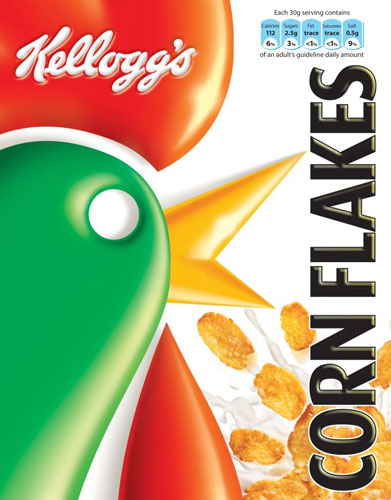 Each 30g serving contains
Calories Sugars Fat Saturates Salt
112 2.5g trace trace 0.5g
6% 3% <1% <1% 9%
of an adult's guideline daily amount
Kellogg's
CORN FLAKES